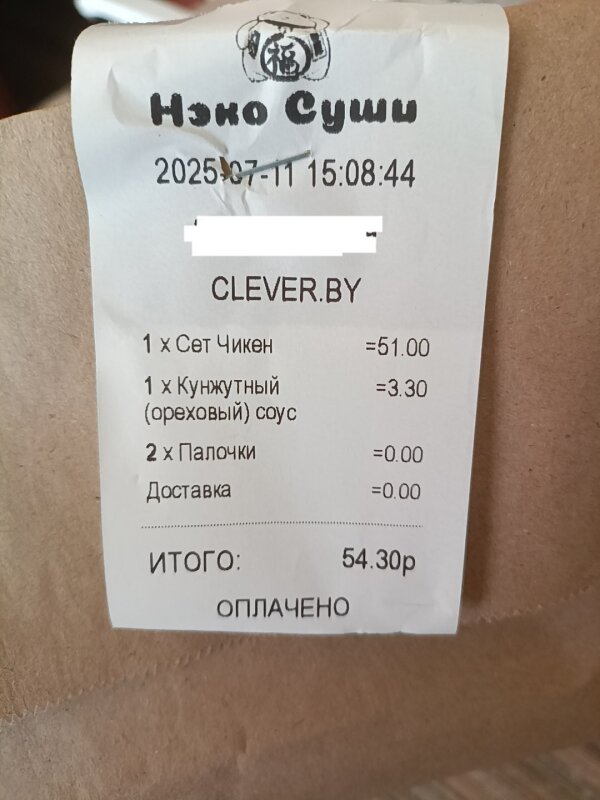 福
Нэко Суши
2025-07-11 15:08:44
CLEVER.BY
1 x Сет Чикен =51.00
1 x Кунжутный =3.30
(ореховый) соус
2 x Палочки =0.00
Доставка =0.00
ИТОГО: 54.30р
ОПЛАЧЕНО